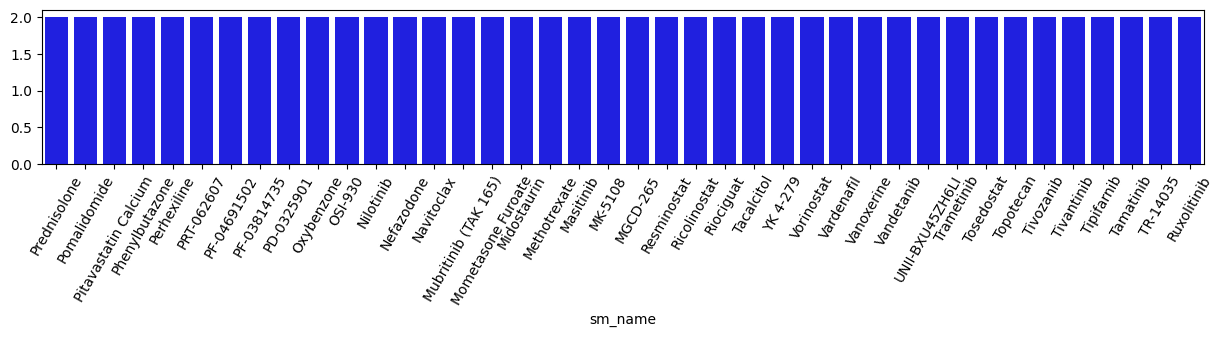 2.0
1.5
1.0
0.5
0.0
Prednisolone
Pomalidomide
Pitavastatin Calcium
Phenylbutazone
Perhexiline
PRT-062607
PF-04691502
PF-03814735
PD-0325901
Oxybenzone
OSI-930
Nilotinib
Nefazodone
Navitoclax
Mubritinib (TAK 165)
Mometasone Furoate
Midostaurin
Methotrexate
Masitinib
MK-5108
MGCD-265
Resminostat
Ricolinostat
Riociguat
Tacalcitol
YK 4-279
Vorinostat
Vardenafil
Vanoxerine
Vandetanib
UNII-BXU45ZH6LI
Trametinib
Tosedostat
Topotecan
Tivozanib
Tivantinib
Tipifarnib
Tamatinib
TR-14035
Ruxolitinib
sm_name